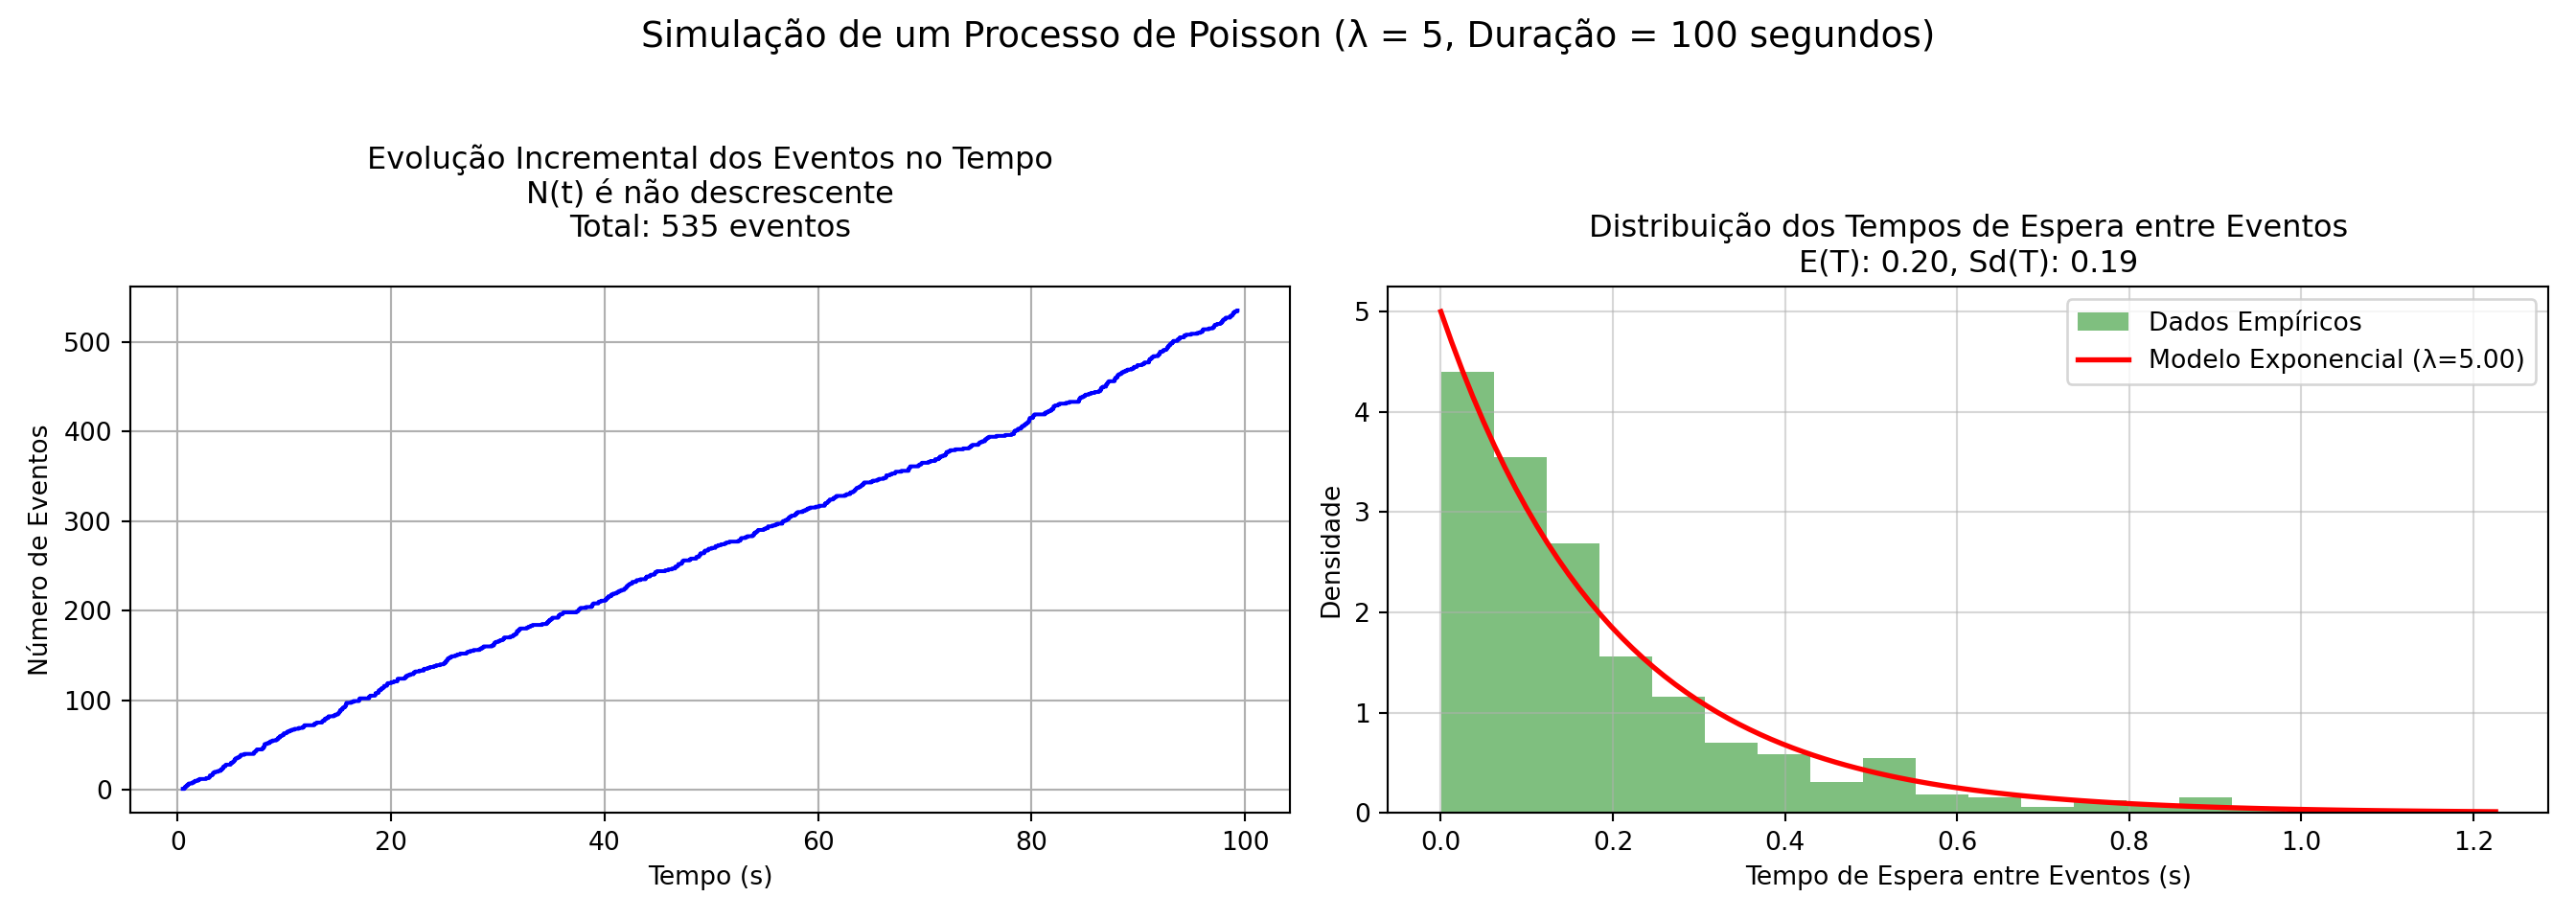 Simulação de um Processo de Poisson (λ = 5, Duração = 100 segundos)
Evolução Incremental dos Eventos no Tempo
N(t) é não descrescente
Total: 535 eventos
Número de Eventos
500
400
300
200
100
0
0 20 40 60 80 100
Tempo (s)
Distribuição dos Tempos de Espera entre Eventos
E(T): 0.20, Sd(T): 0.19
Dados Empíricos
Modelo Exponencial (λ=5.00)
Densidade
5
4
3
2
1
0
0.0 0.2 0.4 0.6 0.8 1.0 1.2
Tempo de Espera entre Eventos (s)